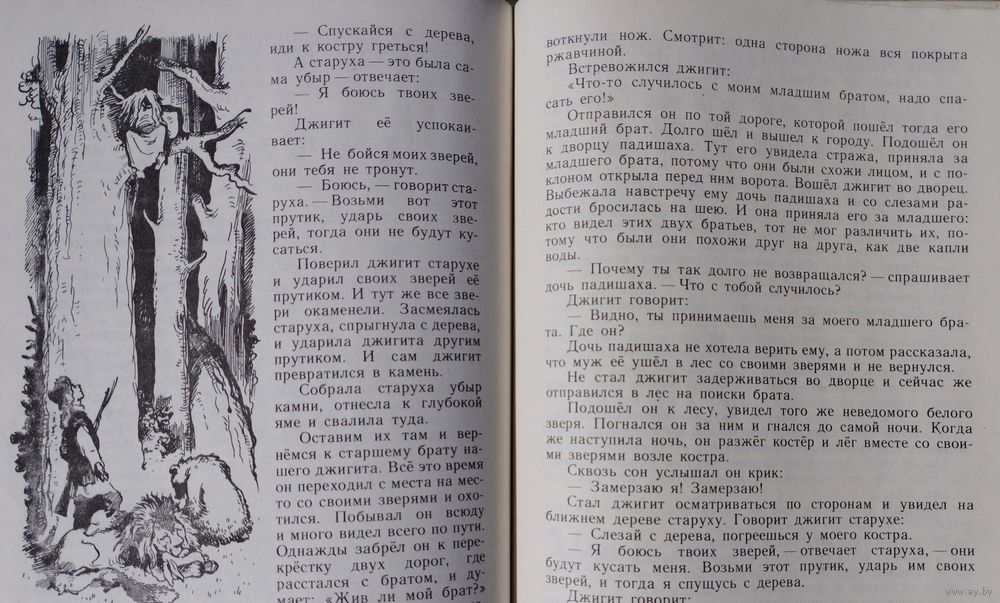 — Спускайся с дерева,
иди к костру греться!
А старуха — это была са-
ма убыр — отвечает:
— Я боюсь твоих зве-
рей!
Джигит её успокаи-
вает:
— Не бойся моих зверей,
они тебя не тронут.
— Боюсь, — говорит ста-
руха. — Возьми вот этот
прутик, ударь своих зве-
рей, тогда они не будут ку-
саться.
Поверил джигит старухе
и ударил своих зверей её
прутиком. И тут же все зве-
ри окаменели. Засмеялась
старуха, спрыгнула с дерева,
и ударила джигита другим
прутиком. И сам джигит
превратился в камень.
Собрала старуха убыр
камни, отнесла к глубокой
яме и свалила туда.
Оставим их там и вер-
нёмся к старшему брату на-
шего джигита. Всё это время
он переходил с места на мес-
то со своими зверями и охо-
тился. Побывал он всюду
и много видел всего по пути.
Однажды забрёл он к пере-
крёстку двух дорог, где
расстался с братом, и ду-
мает: «Жив ли мой брат?»
воткнули нож. Смотрит: одна сторона ножа вся покрыта
ржавчиной.
Встревожился джигит:
«Что-то случилось с моим младшим братом, надо спа-
сать его!»
Отправился он по той дороге, которой пошёл тогда его
младший брат. Долго шёл и вышел к городу. Подошёл он
к дворцу падишаха. Тут его увидела стража, приняла за
младшего брата, потому что они были схожи лицом, и с по-
клоном открыла перед ним ворота. Вошёл джигит во дворец.
Выбежала навстречу ему дочь падишаха и со слезами ра-
дости бросилась на шею. И она приняла его за младшего:
кто видел этих двух братьев, тот не мог различить их, по-
тому что были они похожи друг на друга, как две капли
воды.
— Почему ты так долго не возвращался? — спрашивает
дочь падишаха. — Что с тобой случилось?
Джигит говорит:
— Видно, ты принимаешь меня за моего младшего бра-
та. Где он?
Дочь падишаха не хотела верить ему, а потом рассказала,
что муж её ушёл в лес со своими зверями и не вернулся.
Не стал джигит задерживаться во дворце и сейчас же
отправился в лес на поиски брата.
Подошёл он к лесу, увидел того же неведомого белого
зверя. Погнался он за ним и гнался до самой ночи. Когда
же наступила ночь, он разжёг костёр и лёг вместе со свои-
ми зверями возле костра.
Сквозь сон услышал он крик:
— Замерзаю я! Замерзаю!
Стал джигит осматриваться по сторонам и увидел на
ближнем дереве старуху. Говорит джигит старухе:
— Слезай с дерева, погреешься у моего костра.
— Я боюсь твоих зверей, — отвечает старуха, — они
будут кусать меня. Возьми этот прутик, ударь им своих
зверей, и тогда я спущусь с дерева.
Джигит говорит:
www.ay.by